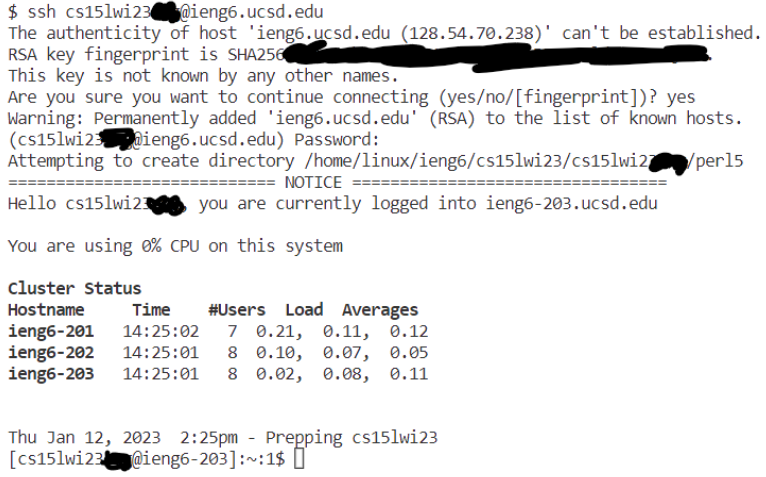 $ ssh cs15lwi23@ieng6.ucsd.edu
The authenticity of host 'ieng6.ucsd.edu (128.54.70.238)' can't be established.
RSA key fingerprint is SHA256
This key is not known by any other names.
Are you sure you want to continue connecting (yes/no/[fingerprint])? yes
Warning: Permanently added 'ieng6.ucsd.edu' (RSA) to the list of known hosts.
(cs15lwi23@ieng6.ucsd.edu) Password:
Attempting to create directory /home/linux/ieng6/cs15lwi23/cs15lwi2/perl5
============================ NOTICE =================================
Hello cs15lwi23, you are currently logged into ieng6-203.ucsd.edu
You are using 0% CPU on this system
Cluster Status
Hostname     Time    #Users  Load  Averages
ieng6-201   14:25:02   7  0.21,  0.11,  0.12
ieng6-202   14:25:01   8  0.10,  0.07,  0.05
ieng6-203   14:25:01   8  0.02,  0.08,  0.11
Thu Jan 12, 2023  2:25pm - Prepping cs15lwi23
[cs15lwi23@ieng6-203]:~:1$